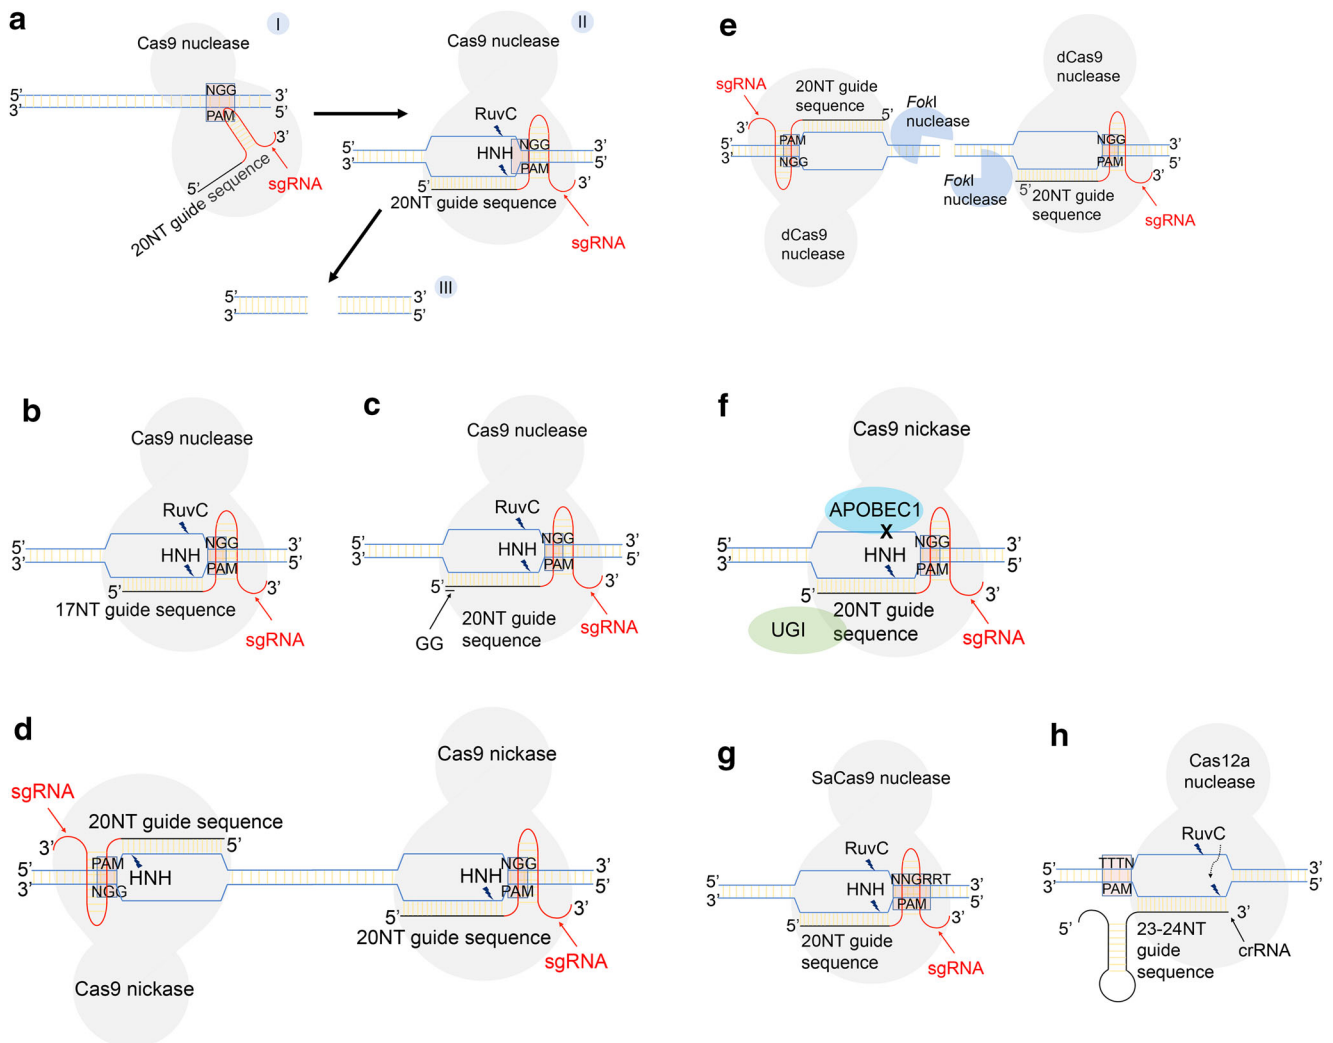 a
I
Cas9 nuclease
5’
3’
NGG
PAM
3’
5’
3’
5’
20NT guide sequence
sgRNA
II
Cas9 nuclease
RuvC
5’
3’
HNH
NGG
PAM
3’
5’
5’
3’
20NT guide sequence
sgRNA
III
5’
3’
3’
5’
b
Cas9 nuclease
RuvC
5’
3’
HNH
NGG
PAM
3’
5’
5’
3’
17NT guide sequence
sgRNA
c
Cas9 nuclease
RuvC
5’
3’
HNH
NGG
PAM
3’
5’
5’
3’
GG
20NT guide
sequence
sgRNA
d
Cas9 nickase
sgRNA
20NT guide sequence
3’
5’
5’
3’
PAM
NGG
HNH
HNH
NGG
PAM
3’
5’
5’
3’
20NT guide sequence
sgRNA
Cas9 nickase
e
dCas9
nuclease
sgRNA
20NT guide
sequence
3’
5’
FokI
nuclease
5’
3’
PAM
NGG
NGG
PAM
3’
5’
FokI
nuclease
5’
3’
20NT guide
sequence
sgRNA
dCas9
nuclease
f
Cas9 nickase
APOBEC1
X
5’
3’
HNH
NGG
PAM
3’
5’
5’
3’
UGI
20NT guide
sequence
sgRNA
g
SaCas9 nuclease
RuvC
5’
3’
HNH
NNGRRT
PAM
3’
5’
5’
3’
20NT guide
sequence
sgRNA
h
Cas12a
nuclease
RuvC
5’
3’
TTTN
PAM
3’
5’
5’
3’
23-24NT
guide
sequence
crRNA